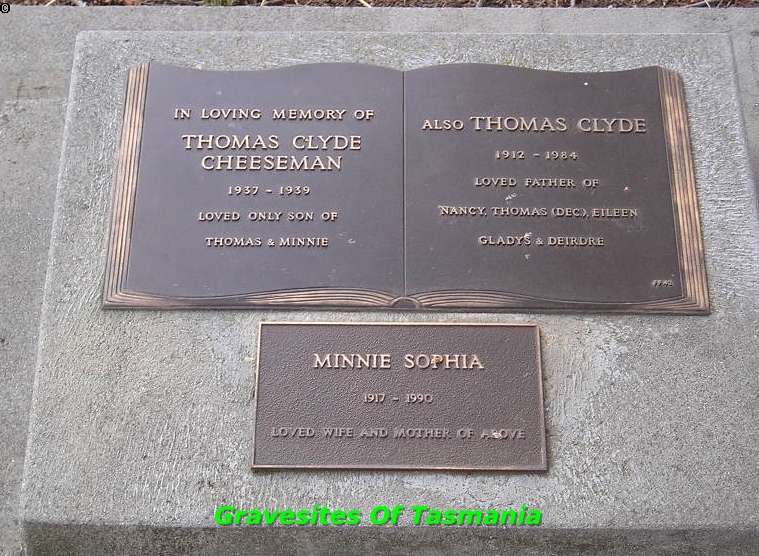 ©
IN LOVING MEMORY OF
THOMAS CLYDE
CHEESEMAN
1937 - 1939
LOVED ONLY SON OF
THOMAS & MINNIE
ALSO THOMAS CLYDE
1912 - 1984
LOVED FATHER OF
NANCY, THOMAS (DEC.), EILEEN
GLADYS & DEIRDRE
MINNIE SOPHIA
1917 - 1990
LOVED WIFE AND MOTHER OF ABOVE
Gravesites Of Tasmania